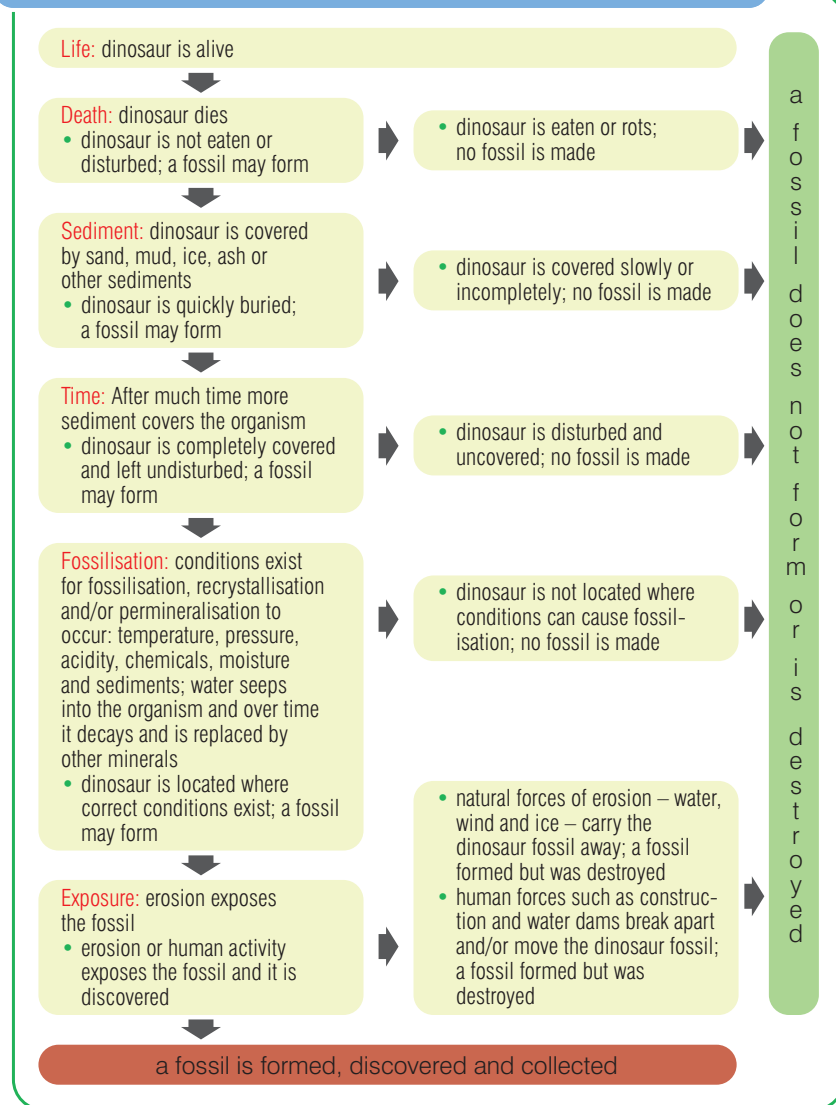 Life: dinosaur is alive
Death: dinosaur dies
• dinosaur is not eaten or
disturbed; a fossil may form
• dinosaur is eaten or rots;
no fossil is made
Sediment: dinosaur is covered
by sand, mud, ice, ash or
other sediments
• dinosaur is quickly buried;
a fossil may form
• dinosaur is covered slowly or
incompletely; no fossil is made
Time: After much time more
sediment covers the organism
• dinosaur is completely covered
and left undisturbed; a fossil
may form
• dinosaur is disturbed and
uncovered; no fossil is made
Fossilisation: conditions exist
for fossilisation, recrystallisation
and/or permineralisation to
occur: temperature, pressure,
acidity, chemicals, moisture
and sediments; water seeps
into the organism and over time
it decays and is replaced by
other minerals
• dinosaur is located where
correct conditions exist; a fossil
may form
• dinosaur is not located where
conditions can cause fossil-
isation; no fossil is made
Exposure: erosion exposes
the fossil
• erosion or human activity
exposes the fossil and it is
discovered
• natural forces of erosion – water,
wind and ice – carry the
dinosaur fossil away; a fossil
formed but was destroyed
• human forces such as construc-
tion and water dams break apart
and/or move the dinosaur fossil;
a fossil formed but was
destroyed
a fossil does not form or is destroyed
a fossil is formed, discovered and collected